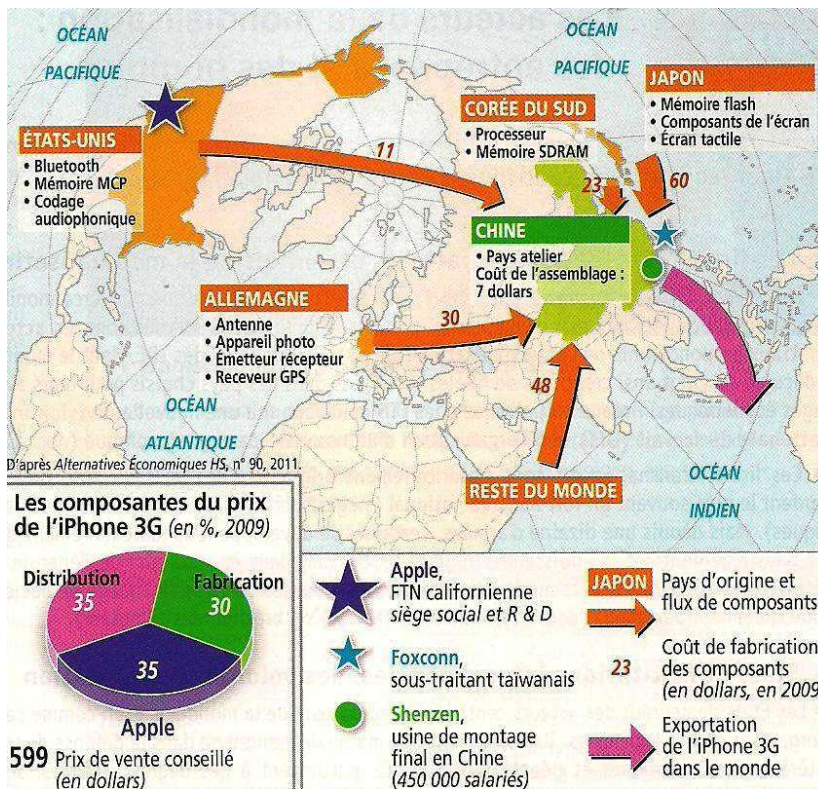 OCÉAN
PACIFIQUE
OCÉAN
PACIFIQUE
JAPON
• Mémoire flash
• Composants de l'écran
• Écran tactile
CORÉE DU SUD
• Processeur
• Mémoire SDRAM
ÉTATS-UNIS
• Bluetooth
• Mémoire MCP
• Codage
audiophonique
11
23
60
CHINE
• Pays atelier
Coût de l'assemblage :
7 dollars
ALLEMAGNE
• Antenne
• Appareil photo
• Émetteur récepteur
• Receveur GPS
30
48
OCÉAN
ATLANTIQUE
RESTE DU MONDE
OCÉAN
INDIEN
D'après Alternatives Économiques HS, n° 90, 2011.
Les composantes du prix
de l'iPhone 3G (en %, 2009)
Distribution
35
Fabrication
30
35
Apple
599 Prix de vente conseillé
(en dollars)
Apple,
FTN californienne
siège social et R & D
Foxconn,
sous-traitant taïwanais
Shenzen,
usine de montage
final en Chine
(450 000 salariés)
JAPON Pays d'origine et
flux de composants
23 Coût de fabrication
des composants
(en dollars, en 2009
Exportation
de l'iPhone 3G
dans le monde